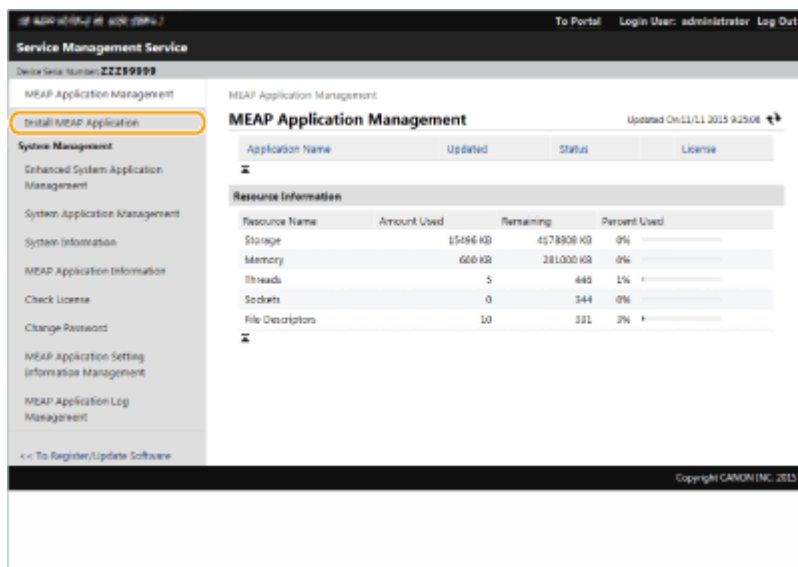 To Portal Login User: administrator Log Out
Service Management Service
Device Serial Number: ZZZ99999
MEAP Application Management
Install MEAP Application
System Management
Enhanced System Application
Management
System Application Management
System Information
MEAP Application Information
Check License
Change Password
MEAP Application Setting
Information Management
MEAP Application Log
Management
<< To Register/Update Software
MEAP Application Management
MEAP Application Management Updated On:11/11 2015 9:25:06
Application Name Updated Status License
Resource Information
Resource Name Amount Used Remaining Percent Used
Storage 15496 KB 4178808 KB 0%
Memory 600 KB 281000 KB 0%
Threads 5 446 1%
Sockets 0 344 0%
File Descriptors 10 331 3%
Copyright CANON INC. 2015